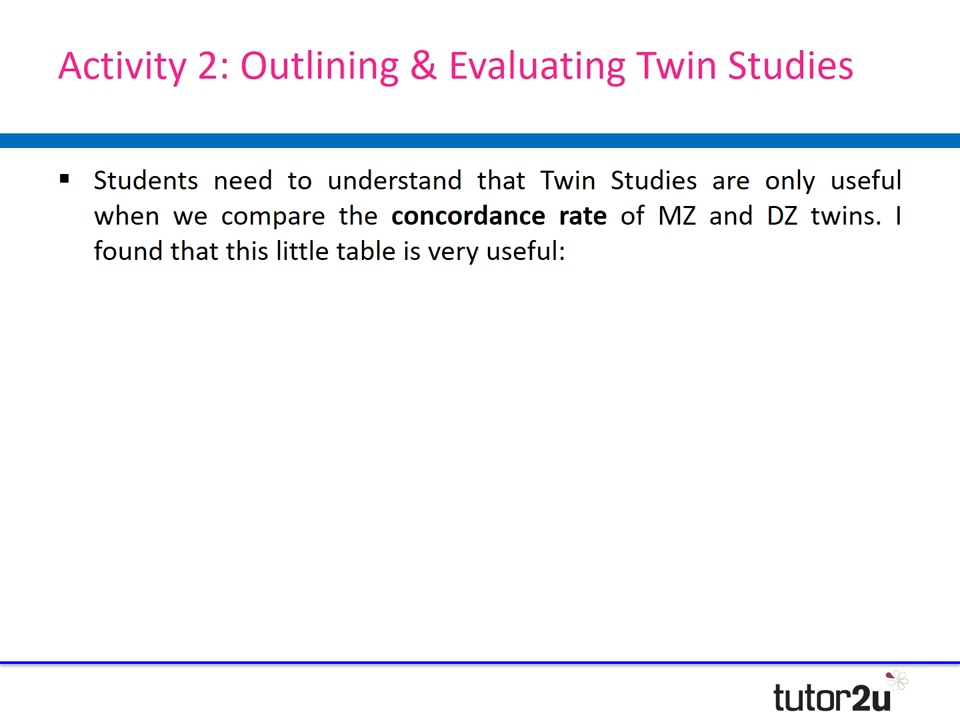 Activity 2: Outlining & Evaluating Twin Studies
▪ Students need to understand that Twin Studies are only useful
when we compare the concordance rate of MZ and DZ twins. I
found that this little table is very useful:
tutor2u